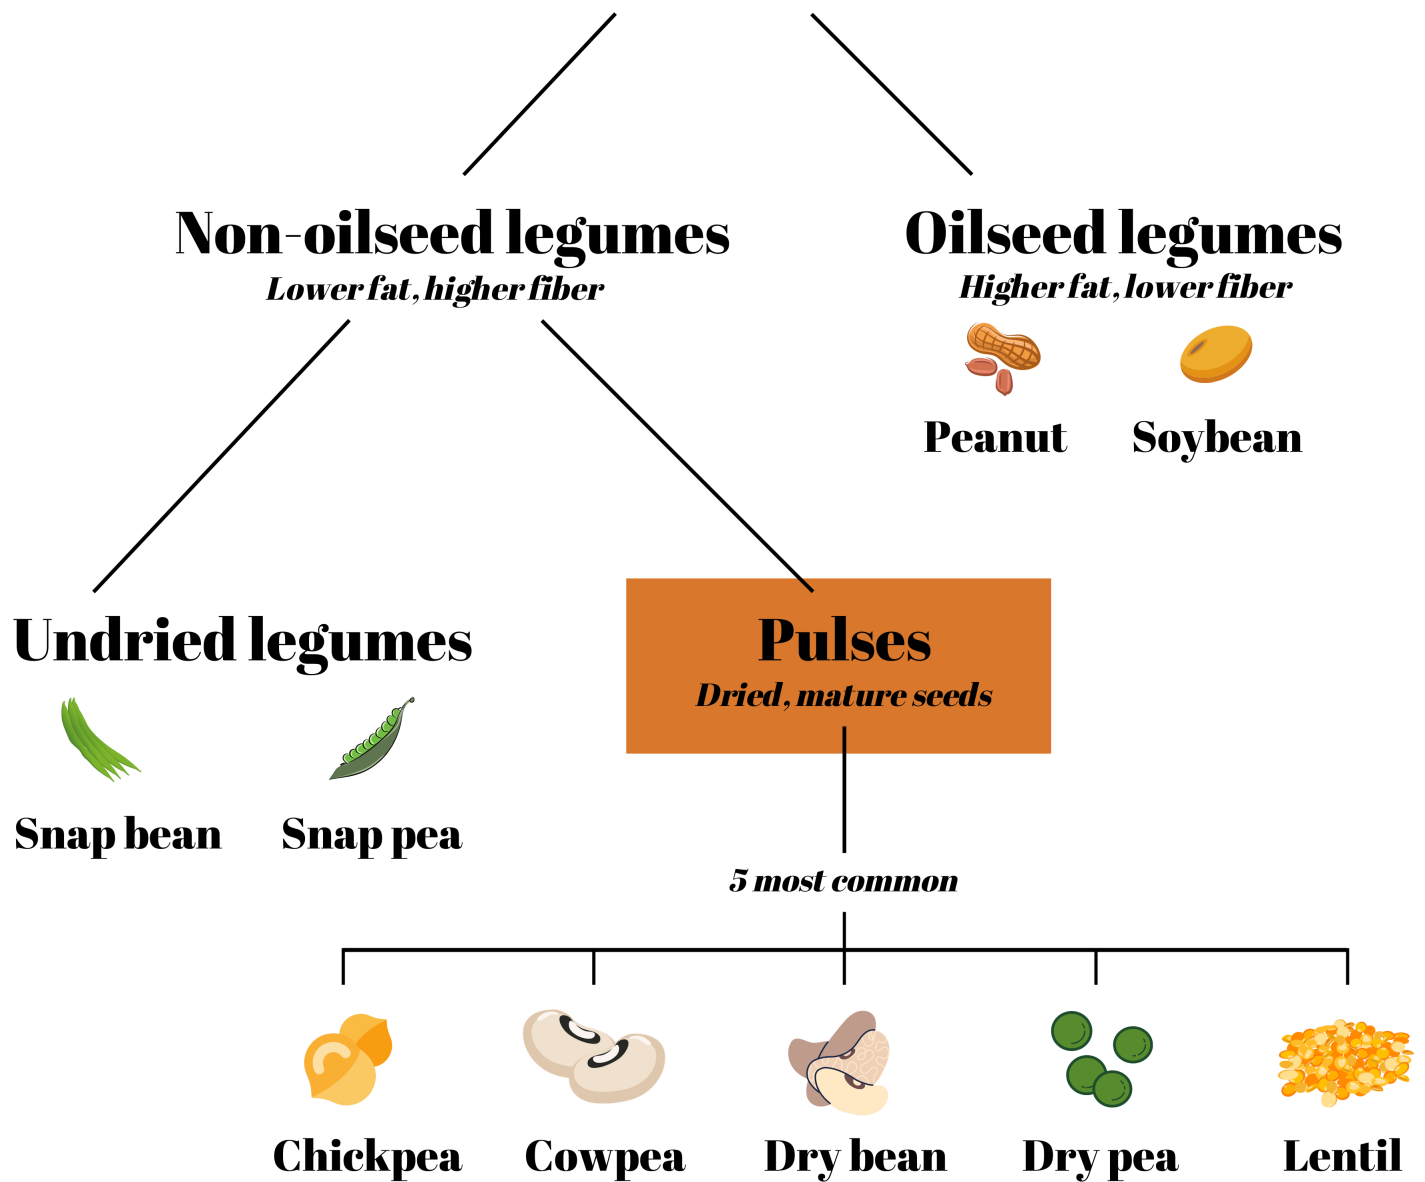 Non-oilseed legumes
Lower fat, higher fiber
Oilseed legumes
Higher fat, lower fiber
Peanut
Soybean
Undried legumes
Snap bean
Snap pea
Pulses
Dried, mature seeds
5 most common
Chickpea
Cowpea
Dry bean
Dry pea
Lentil